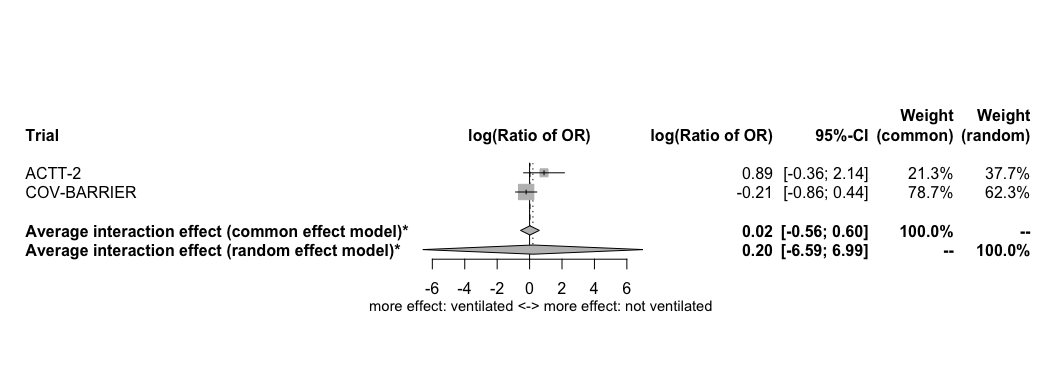 Weight Weight
Trial log(Ratio of OR) log(Ratio of OR) 95%-CI (common) (random)
ACTT-2 0.89 [-0.36; 2.14] 21.3% 37.7%
COV-BARRIER -0.21 [-0.86; 0.44] 78.7% 62.3%
Average interaction effect (common effect model)* 0.02 [-0.56; 0.60] 100.0% --
Average interaction effect (random effect model)* 0.20 [-6.59; 6.99] -- 100.0%
-6 -4 -2 0 2 4 6
more effect: ventilated <-> more effect: not ventilated